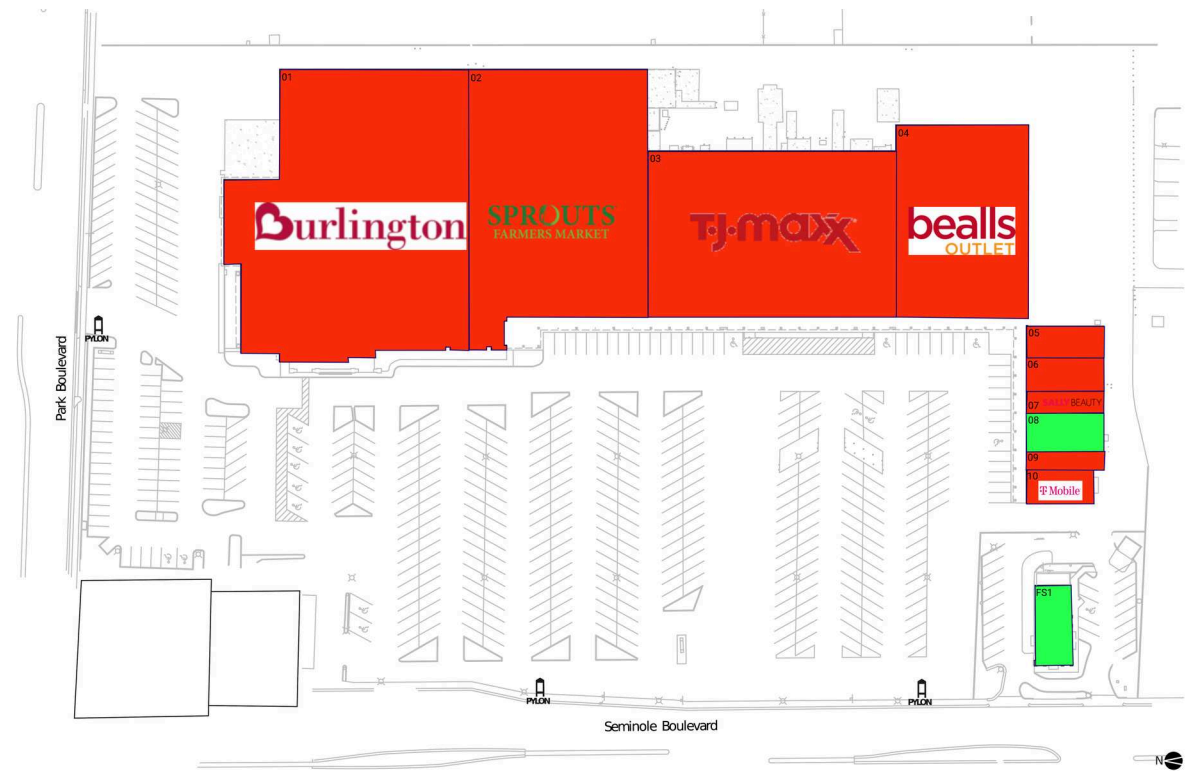 01
02
03
04
Burlington
SPROUTS
FARMERS MARKET
T·J·maxx
bealls
OUTLET
05
06
07 SALLY BEAUTY
08
09
10
T Mobile
PYLON
Park Boulevard
FS1
PYLON
PYLON
Seminole Boulevard
N